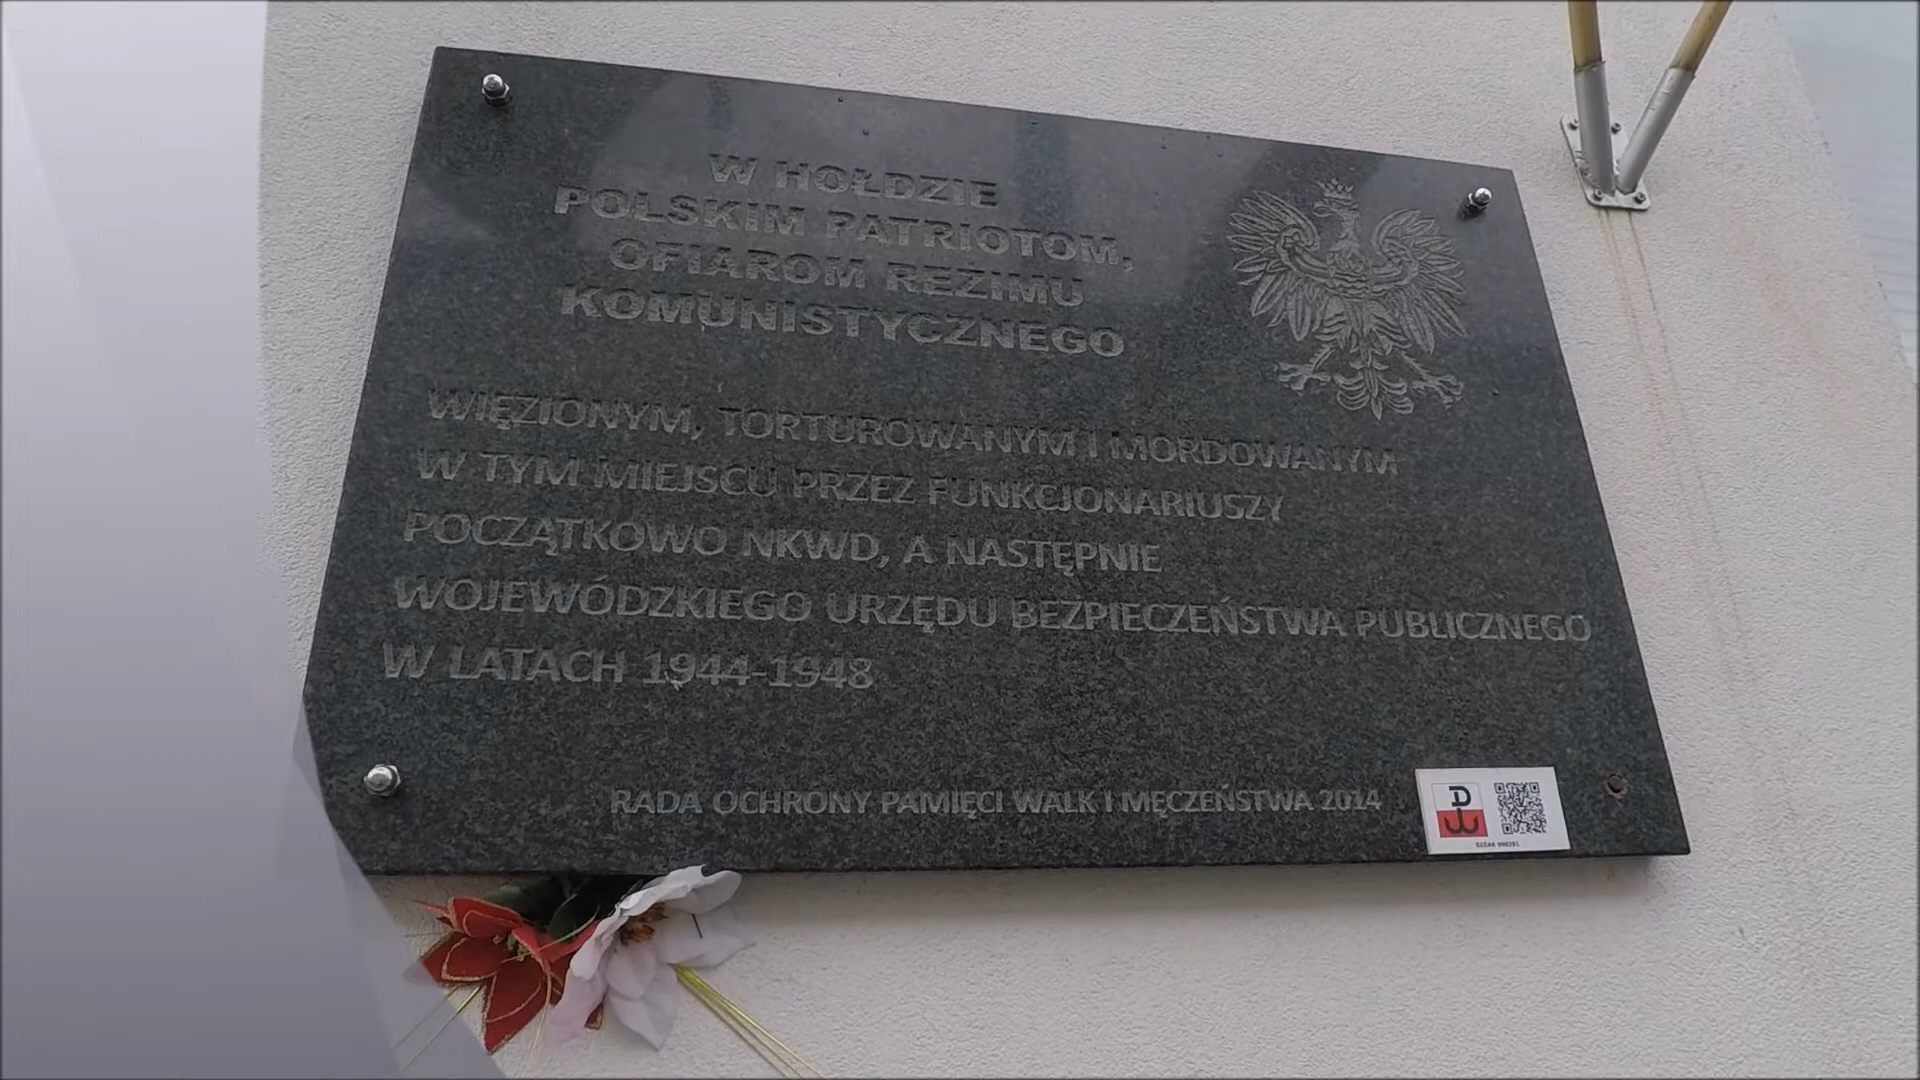 W HOŁDZIE
POLSKIM PATRIOTOM,
OFIAROM REŻIMU
KOMUNISTYCZNEGO
WIĘZIONYM, TORTUROWANYM I MORDOWANYM
W TYM MIEJSCU PRZEZ FUNKCJONARIUSZY
POCZĄTKOWO NKWD, A NASTĘPNIE
WOJEWÓDZKIEGO URZĘDU BEZPIECZEŃSTWA PUBLICZNEGO
W LATACH 1944-1948
RADA OCHRONY PAMIĘCI WALK I MĘCZEŃSTWA 2014